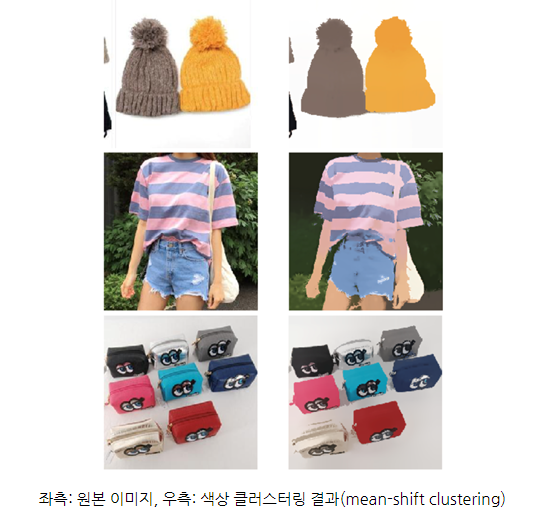 좌측: 원본 이미지, 우측: 색상 클러스터링 결과(mean-shift clustering)